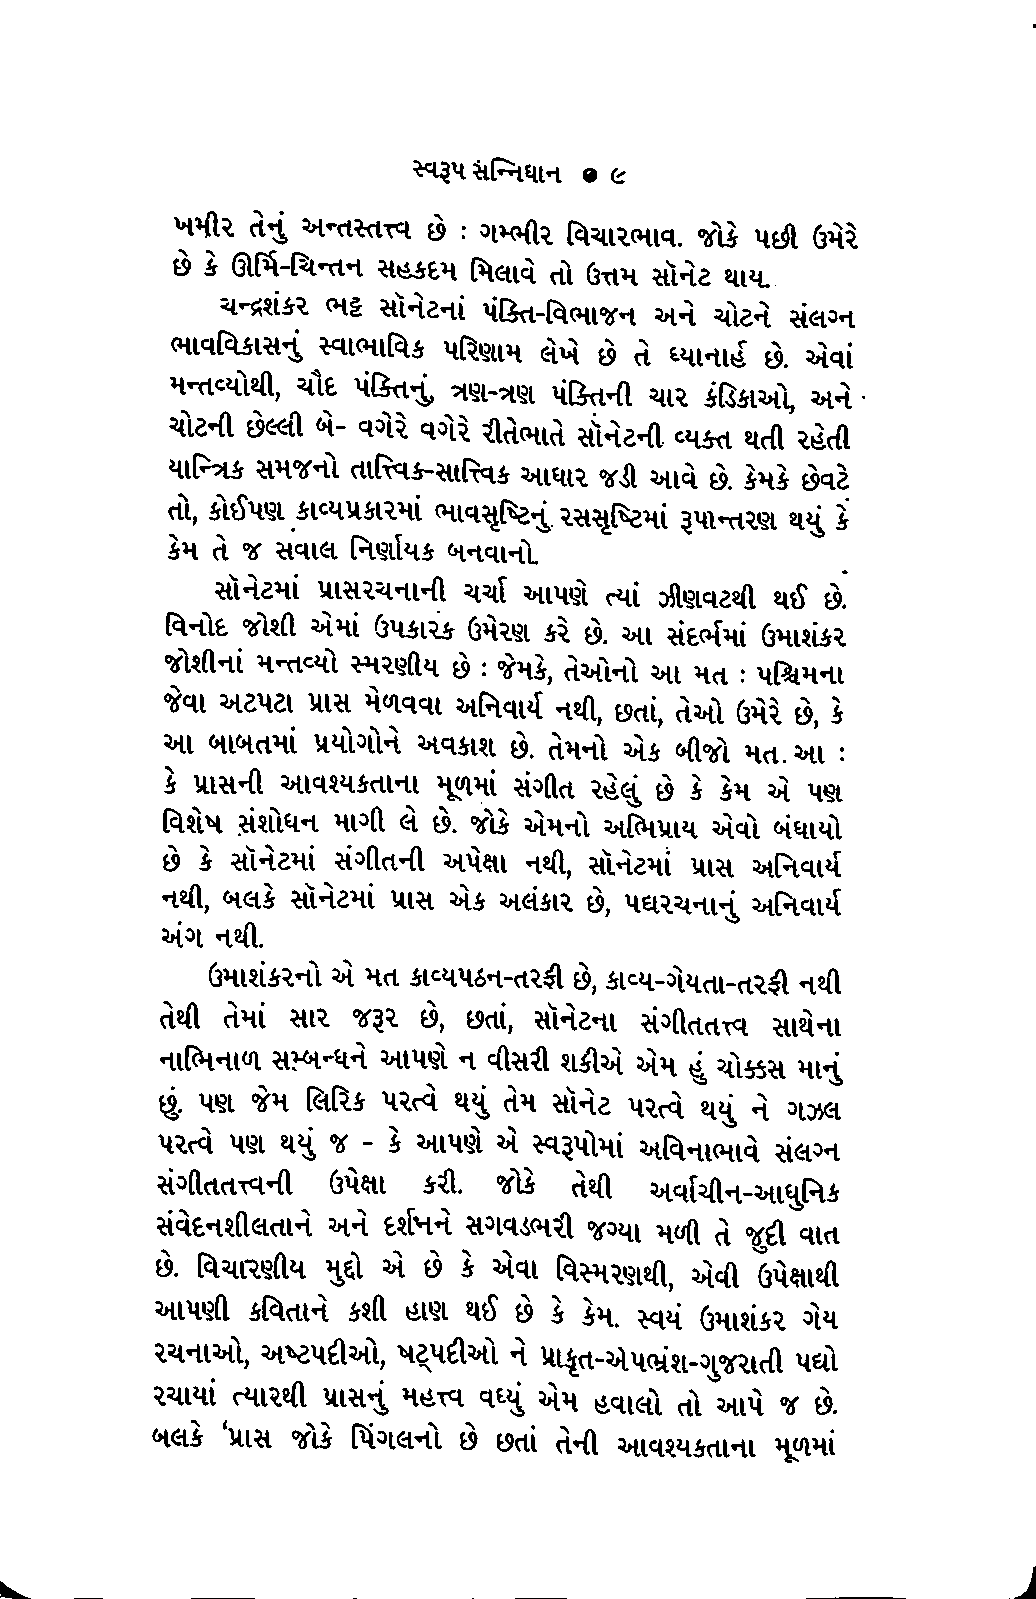 સ્વરૂપ સંન્નિધાન ● ૯
ખમીર તેનું અન્તસ્તત્ત્વ છે : ગમ્ભીર વિચારભાવ. જોકે પછી ઉમેરે
છે કે ઊર્મિ-ચિન્તન સહકદમ મિલાવે તો ઉત્તમ સૉનેટ થાય.
ચન્દ્રશંકર ભટ્ટ સૉનેટનાં પંક્તિ-વિભાજન અને ચોટને સંલગ્ન
ભાવવિકાસનું સ્વાભાવિક પરિણામ લેખે છે તે ધ્યાનાર્હ છે. એવાં
મન્તવ્યોથી, ચૌદ પંક્તિનું, ત્રણ-ત્રણ પંક્તિની ચાર કંડિકાઓ, અને
ચોટની છેલ્લી બે- વગેરે વગેરે રીતેભાતે સૉનેટની વ્યક્ત થતી રહેતી
યાન્ત્રિક સમજનો તાત્ત્વિક-સાત્ત્વિક આધાર જડી આવે છે. કેમકે છેવટે
તો, કોઈપણ કાવ્યપ્રકારમાં ભાવસૃષ્ટિનું રસસૃષ્ટિમાં રૂપાન્તરણ થયું કે
કેમ તે જ સવાલ નિર્ણાયક બનવાનો.
સૉનેટમાં પ્રાસરચનાની ચર્ચા આપણે ત્યાં ઝીણવટથી થઈ છે.
વિનોદ જોશી એમાં ઉપકારક ઉમેરણ કરે છે. આ સંદર્ભમાં ઉમાશંકર
જોશીનાં મન્તવ્યો સ્મરણીય છે : જેમકે, તેઓનો આ મત : પશ્ચિમના
જેવા અટપટા પ્રાસ મેળવવા અનિવાર્ય નથી, છતાં, તેઓ ઉમેરે છે, કે
આ બાબતમાં પ્રયોગોને અવકાશ છે. તેમનો એક બીજો મત. આ :
કે પ્રાસની આવશ્યકતાના મૂળમાં સંગીત રહેલું છે કે કેમ એ પણ
વિશેષ સંશોધન માગી લે છે. જોકે એમનો અભિપ્રાય એવો બંધાયો
છે કે સૉનેટમાં સંગીતની અપેક્ષા નથી, સૉનેટમાં પ્રાસ અનિવાર્ય
નથી, બલકે સૉનેટમાં પ્રાસ એક અલંકાર છે, પદ્યરચનાનું અનિવાર્ય
અંગ નથી.
ઉમાશંકરનો એ મત કાવ્યપઠન-તરફી છે, કાવ્ય-ગેયતા-તરફી નથી
તેથી તેમાં સાર જરૂર છે, છતાં, સૉનેટના સંગીતતત્ત્વ સાથેના
નાભિનાળ સમ્બન્ધને આપણે ન વીસરી શકીએ એમ હું ચોક્કસ માનું
છું. પણ જેમ લિરિક પરત્વે થયું તેમ સૉનેટ પરત્વે થયું ને ગઝલ
પરત્વે પણ થયું જ - કે આપણે એ સ્વરૂપોમાં અવિનાભાવે સંલગ્ન
સંગીતતત્ત્વની ઉપેક્ષા કરી. જોકે તેથી અર્વાચીન-આધુનિક
સંવેદનશીલતાને અને દર્શનને સગવડભરી જગ્યા મળી તે જુદી વાત
છે. વિચારણીય મુદ્દો એ છે કે એવા વિસ્મરણથી, એવી ઉપેક્ષાથી
આપણી કવિતાને કશી હાણ થઈ છે કે કેમ. સ્વયં ઉમાશંકર ગેય
રચનાઓ, અષ્ટપદીઓ, ષટ્પદીઓ ને પ્રાકૃત-એપભ્રંશ-ગુજરાતી પદ્યો
રચાયાં ત્યારથી પ્રાસનું મહત્ત્વ વધ્યું એમ હવાલો તો આપે જ છે.
બલકે ‘પ્રાસ જોકે પિંગલનો છે છતાં તેની આવશ્યકતાના મૂળમાં